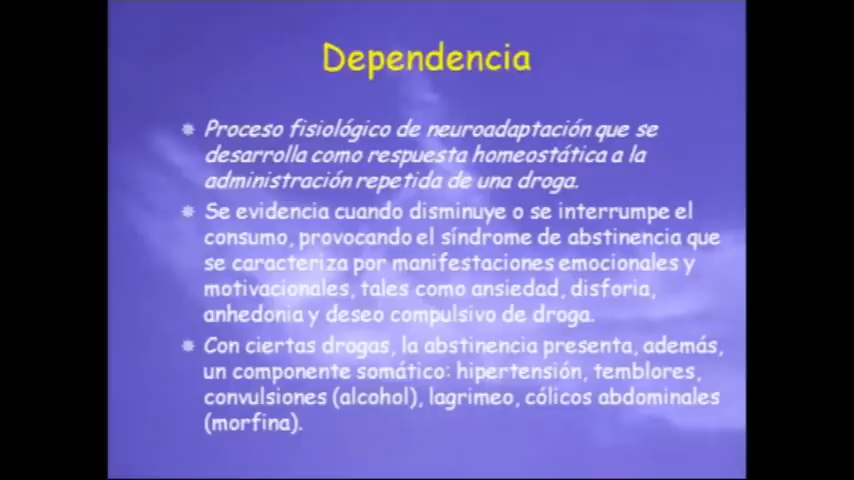 Dependencia
Proceso fisiológico de neuroadaptación que se
desarrolla como respuesta homeostática a la
administración repetida de una droga.
Se evidencia cuando disminuye o se interrumpe el
consumo, provocando el síndrome de abstinencia que
se caracteriza por manifestaciones emocionales y
motivacionales, tales como ansiedad, disforia,
anhedonia y deseo compulsivo de droga.
Con ciertas drogas, la abstinencia presenta, además,
un componente somático: hipertensión, temblores,
convulsiones (alcohol), lagrimeo, cólicos abdominales
(morfina).